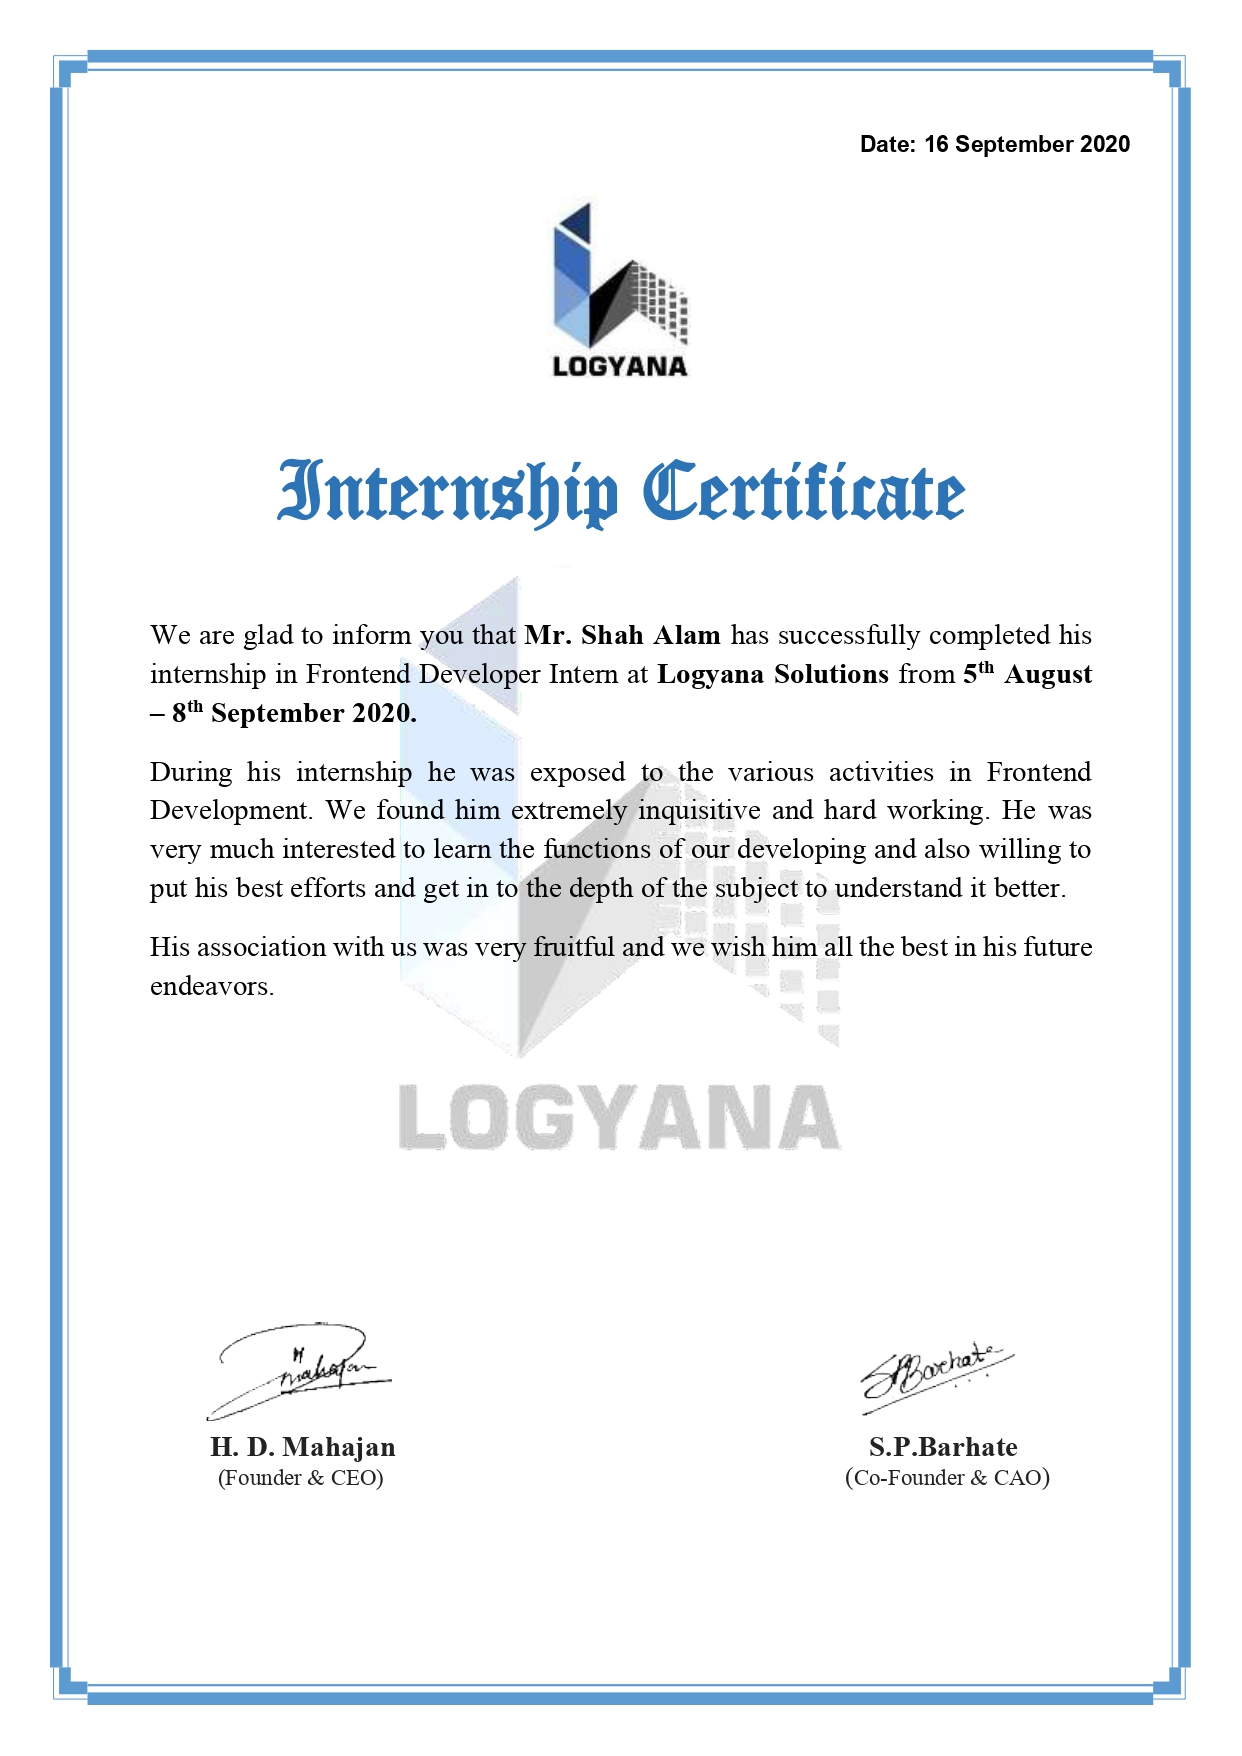 Date: 16 September 2020
LOGYANA
Internship Certificate
We are glad to inform you that Mr. Shah Alam has successfully completed his
internship in Frontend Developer Intern at Logyana Solutions from 5th August
– 8th September 2020.
During his internship he was exposed to the various activities in Frontend
Development. We found him extremely inquisitive and hard working. He was
very much interested to learn the functions of our developing and also willing to
put his best efforts and get in to the depth of the subject to understand it better.
His association with us was very fruitful and we wish him all the best in his future
endeavors.
LOGYANA
H Mahajan
SPBarhate
H. D. Mahajan
S.P.Barhate
(Founder & CEO)
(Co-Founder & CAO)